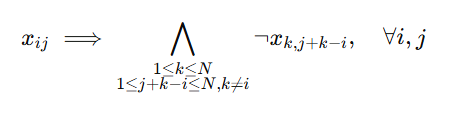 x_{ij} ⟹ ⋀_{1≤k≤N, 1≤j+k−i≤N,k≠i} ¬x_{k,j+k−i}, ∀i, j